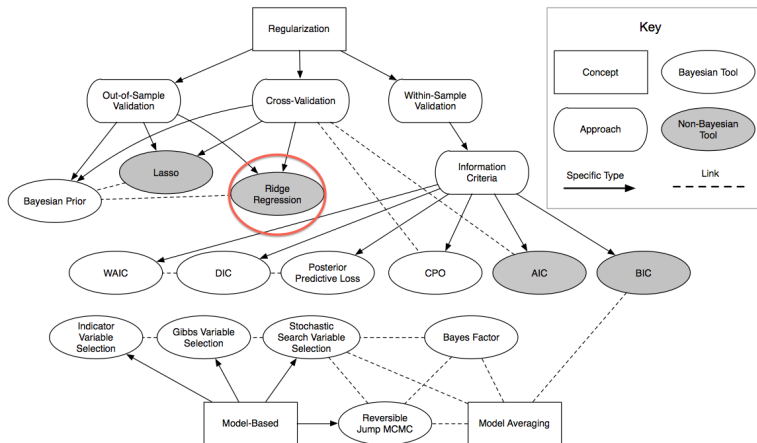 Regularization
Key
Concept
Bayesian Tool
Out-of-Sample
Validation
Cross-Validation
Within-Sample
Validation
Approach
Non-Bayesian
Tool
Lasso
Information
Criteria
Specific Type
Link
Bayesian Prior
Ridge
Regression
WAIC
DIC
Posterior
Predictive Loss
CPO
AIC
BIC
Indicator
Variable
Selection
Gibbs Variable
Selection
Stochastic
Search Variable
Selection
Bayes Factor
Model-Based
Reversible
Jump MCMC
Model Averaging